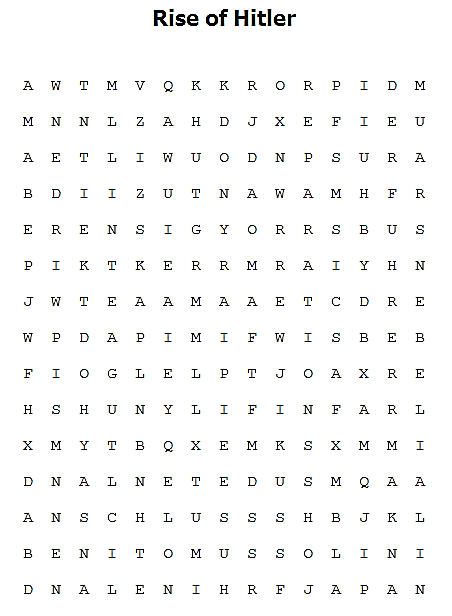 Rise of Hitler
A W T M V Q K K R O R P I D M
M N N L Z A H D J X E F I E U
A E T L I W U O D N P S U R A
B D I I Z U T N A W A M H F R
E R E N S I G Y O R R S B U S
P I K T K E R R M R A I Y H N
J W T E A A M A A E T C D R E
W P D A P I M I F W I S B E B
F I O G L E L P T J O A X R E
H S H U N Y L I F I N F A R L
X M Y T B Q X E M K S X M M I
D N A L N E T E D U S M Q A A
A N S C H L U S S S H B J K L
B E N I T O M U S S O L I N I
D N A L E N I H R F J A P A N